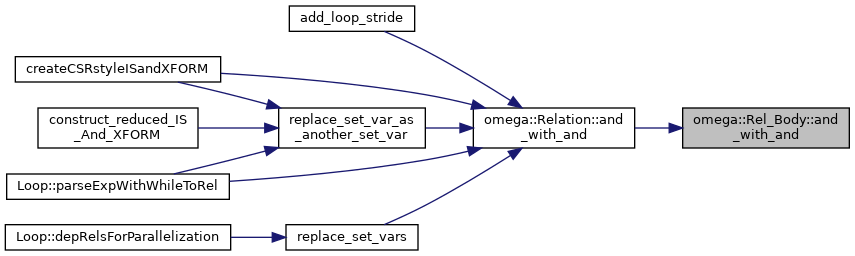 add_loop_stride
createCSRstyleISandXFORM
construct_reduced_IS
_And_XFORM
replace_set_var_as
_another_set_var
omega::Relation::and
_with_and
omega::Rel_Body::and
_with_and
Loop::parseExpWithWhileToRel
Loop::depRelsForParallelization
replace_set_vars